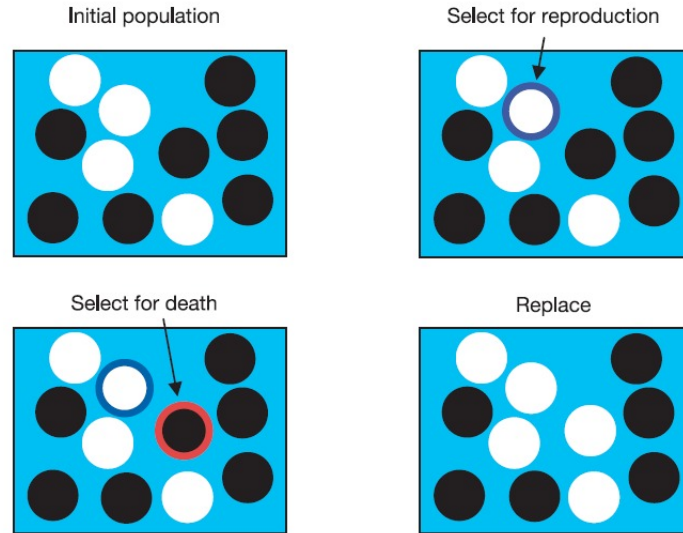 Initial population
Select for reproduction
Select for death
Replace